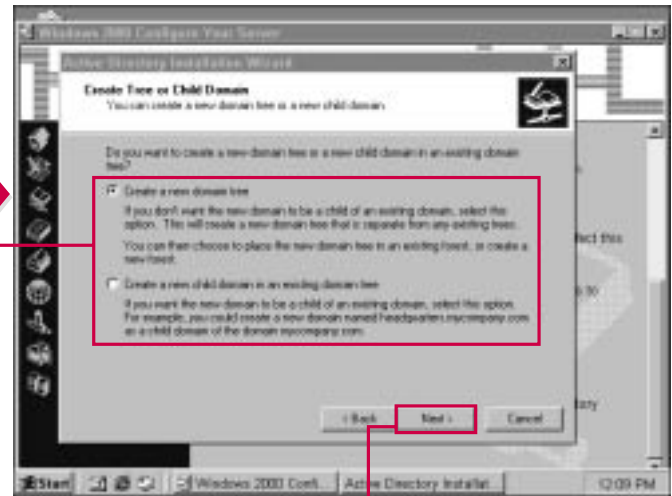 Windows 2000 Configure Your Server
Active Directory Installation Wizard
Create Tree or Child Domain
You can create a new domain tree or a new child domain.
Do you want to create a new domain tree or a new child domain in an existing domain
tree?
Create a new domain tree
If you don't want the new domain to be a child of an existing domain, select this
option. This will create a new domain tree that is separate from any existing trees.
You can then choose to place the new domain tree in an existing forest, or create a
new forest.
Create a new child domain in an existing domain tree
If you want the new domain to be a child of an existing domain, select this option.
For example, you could create a new domain named headquarters.mycompany.com
as a child domain of the domain mycompany.com.
< Back
Next >
Cancel
Start
Windows 2000 Confi...
Active Directory Installat...
12:09 PM